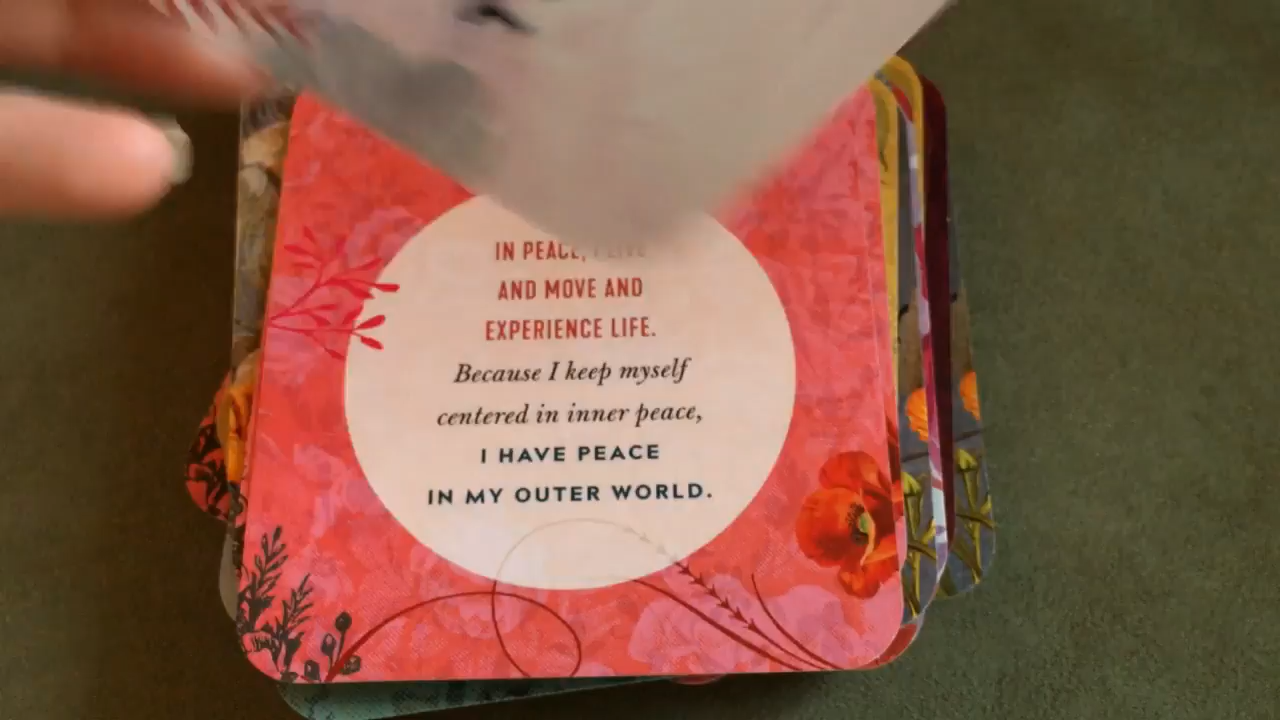 IN PEACE, I LIVE
AND MOVE AND
EXPERIENCE LIFE.
Because I keep myself
centered in inner peace,
I HAVE PEACE
IN MY OUTER WORLD.